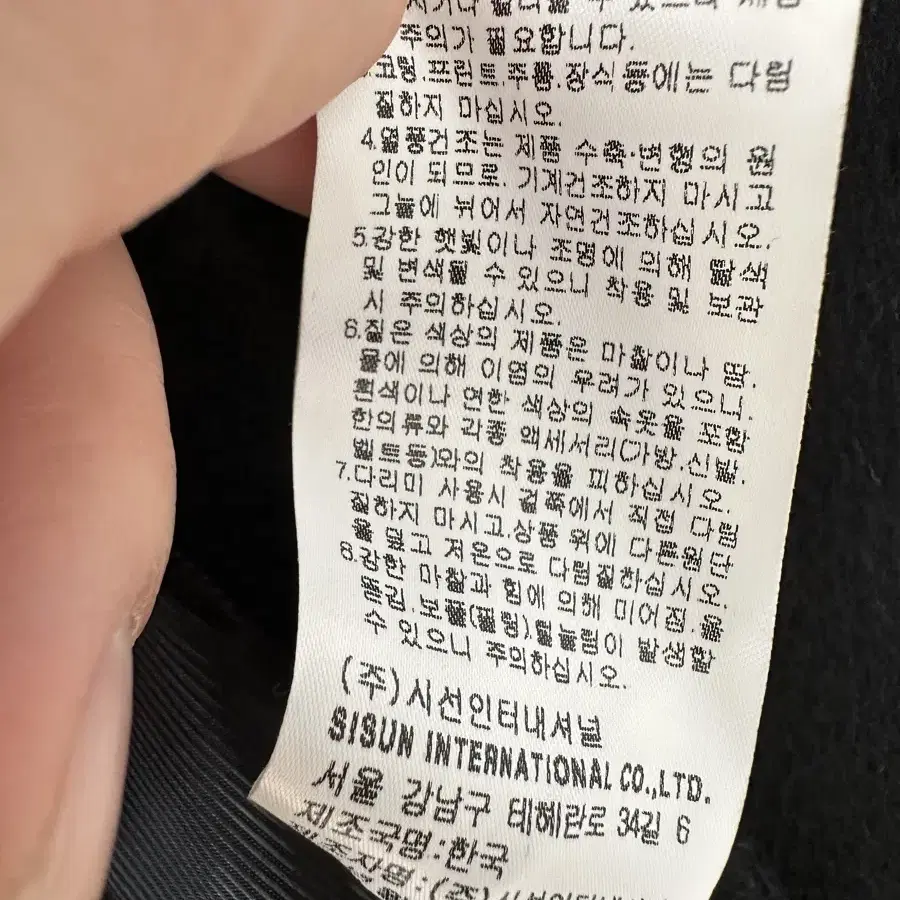 수 있으니
주의가 필요합니다.
코팅.프린트.주름.장식등에는 다림
질하지 마십시오.
4.열풍건조는 제품 수축·변형의 원
인이 되므로. 기계건조하지 마시고
그늘에 뉘어서 자연건조하십시오.
5.강한 햇빛이나 조명에 의해 탈색
및 변색될 수 있으니 착용 및 보관
시 주의하십시오.
6.짙은 색상의 제품은 마찰이나 땀.
물에 의해 이염의 우려가 있으니.
흰색이나 연한 색상의 속옷을 포함
한의류와 각종 액세서리(가방.신발.
벨트등)와의 착용을 피하십시오.
7.다리미 사용시 겉쪽에서 직접 다림
질하지 마시고.상품 위에 다른원단
을 덮고 저온으로 다림질하십시오.
8.강한 마찰과 힘에 의해 미어짐.올
뜯김.보풀(필링).털눌림이 발생할
수 있으니 주의하십시오.
(주)시선인터내셔널
SISUN INTERNATIONAL CO.,LTD.
서울 강남구 테헤란로 34길 6
제조국명:한국
제조자명:(주)시선인터내